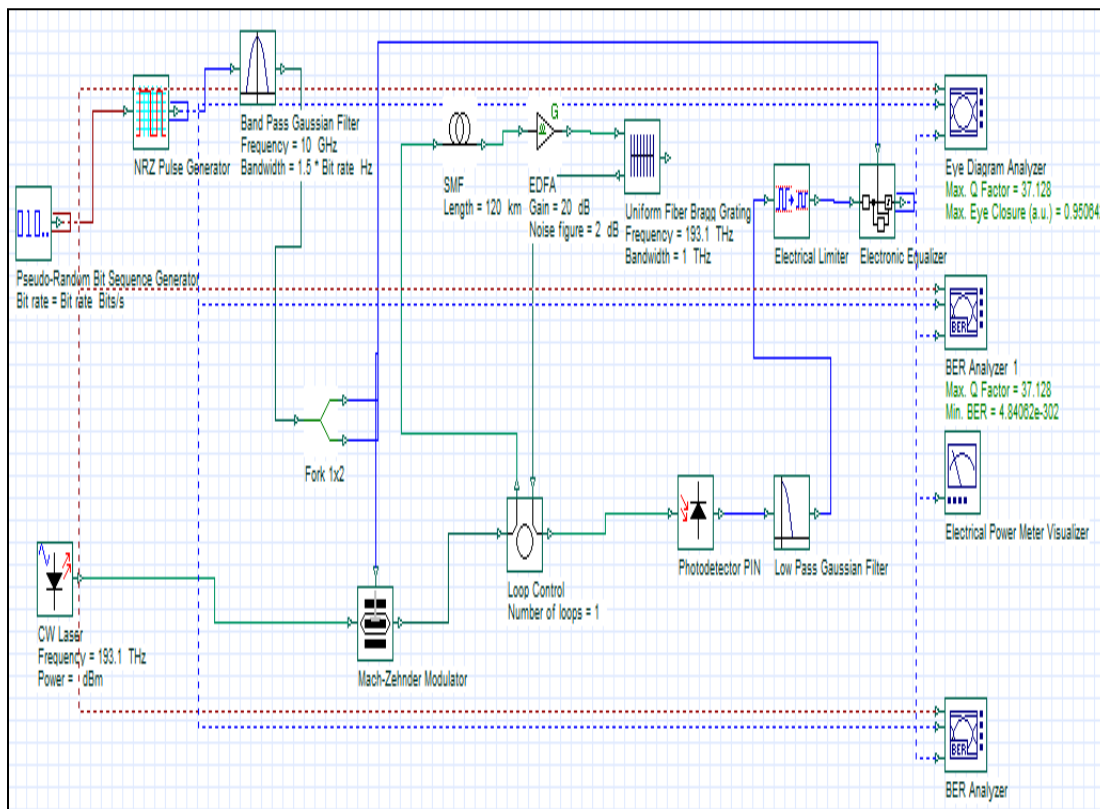 Band Pass Gaussian Filter
Frequency = 10 GHz
Bandwidth = 1.5 * Bit rate Hz
NRZ Pulse Generator
Pseudo-Random Bit Sequence Generator
Bit rate = Bit rate Bits/s
G
SMF
Length = 120 km
EDFA
Gain = 20 dB
Noise figure = 2 dB
Uniform Fiber Bragg Grating
Frequency = 193.1 THz
Bandwidth = 1 THz
Electrical Limiter
Electronic Equalizer
Eye Diagram Analyzer
Max. Q Factor = 37.128
Max. Eye Closure (a.u.) = 0.95064
BER
BER Analyzer 1
Max. Q Factor = 37.128
Min. BER = 4.84062e-302
Electrical Power Meter Visualizer
Fork 1x2
Loop Control
Number of loops = 1
Photodetector PIN
Low Pass Gaussian Filter
CW Laser
Frequency = 193.1 THz
Power = dBm
Mach-Zehnder Modulator
BER
BER Analyzer